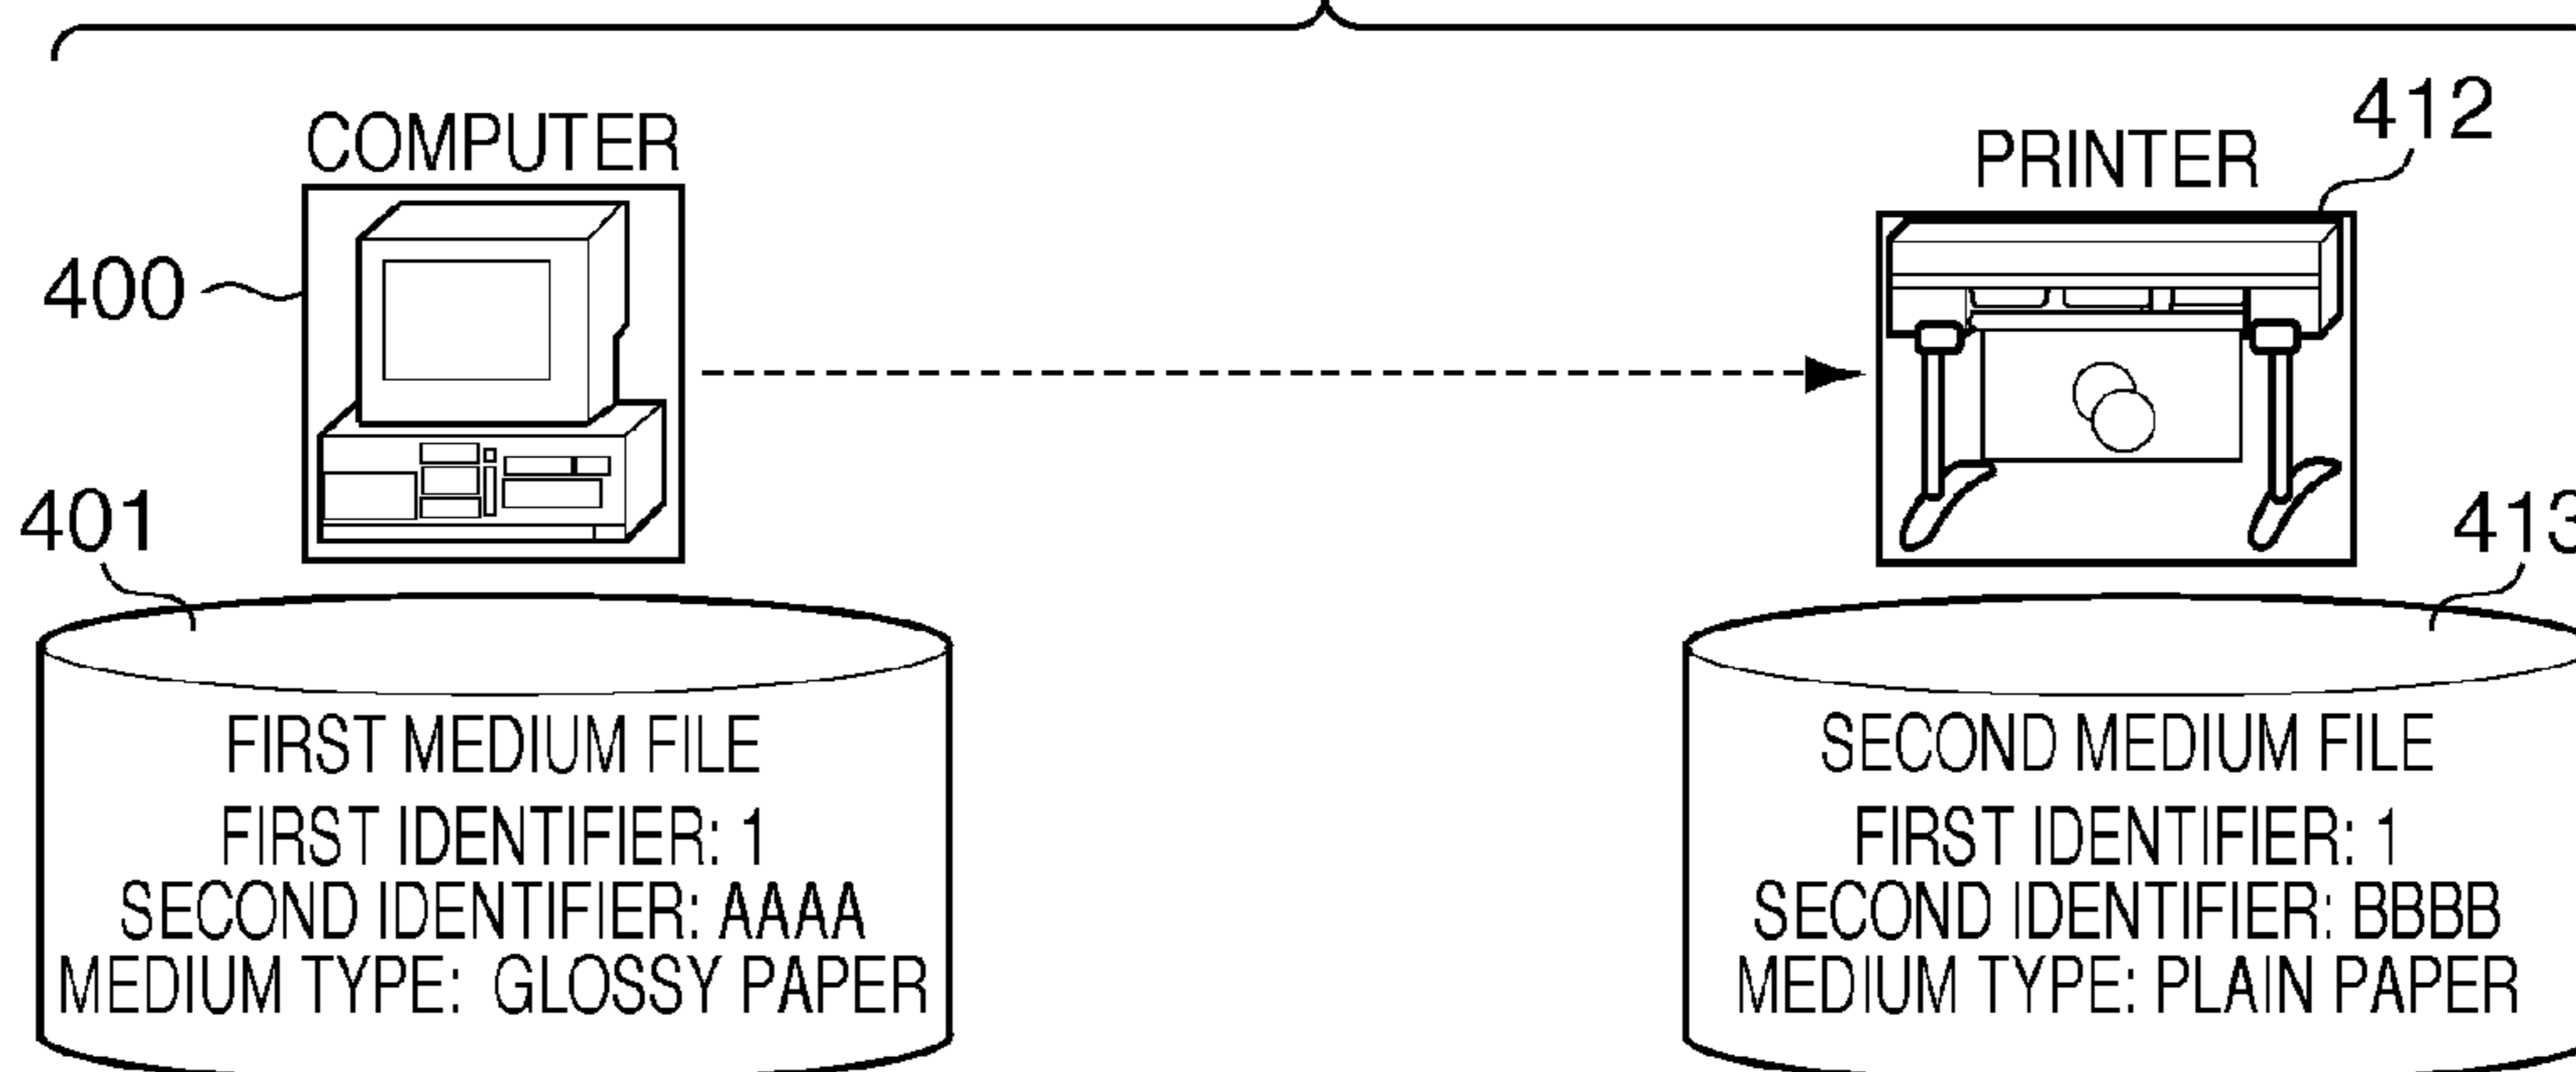 COMPUTER
400
401
FIRST MEDIUM FILE
FIRST IDENTIFIER: 1
SECOND IDENTIFIER: AAAA
MEDIUM TYPE: GLOSSY PAPER
PRINTER
412
413
SECOND MEDIUM FILE
FIRST IDENTIFIER: 1
SECOND IDENTIFIER: BBBB
MEDIUM TYPE: PLAIN PAPER